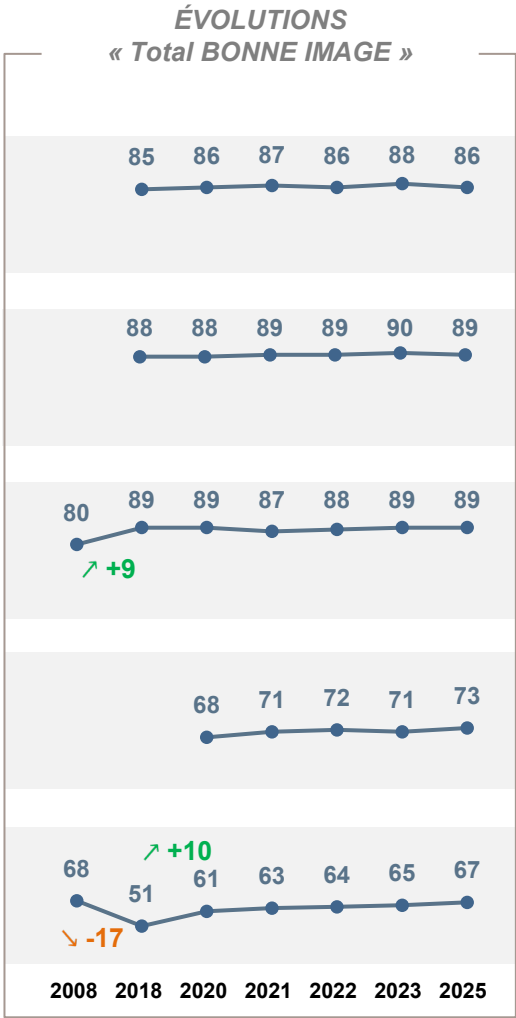 ÉVOLUTIONS
« Total BONNE IMAGE »
85 86 87 86 88 86
88 88 89 89 90 89
80 89 89 87 88 89 89
↗ +9
68 71 72 71 73
↗ +10
68 51 61 63 64 65 67
↘ -17
2008 2018 2020 2021 2022 2023 2025